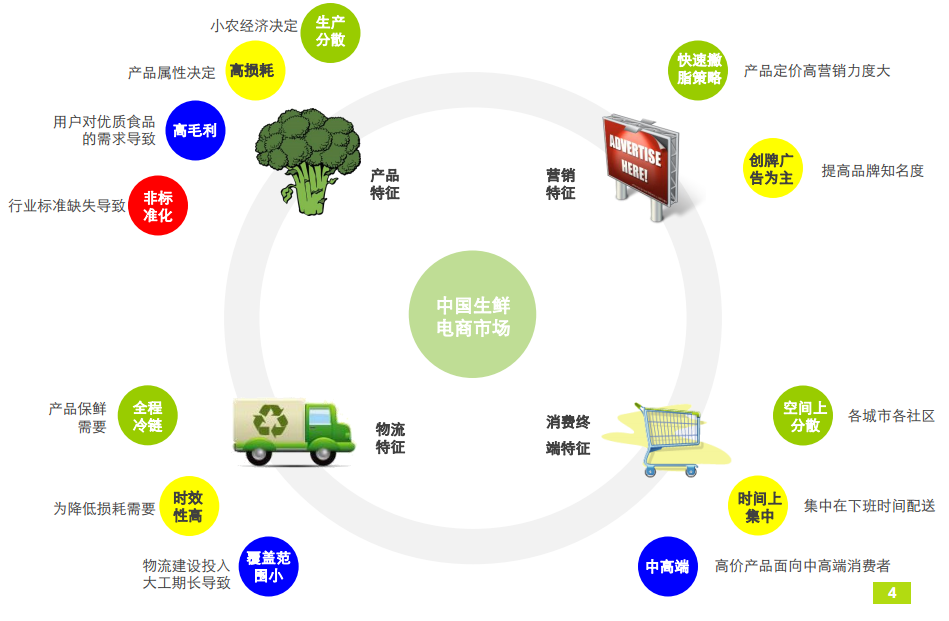 小农经济决定
生产
分散
产品属性决定
高损耗
用户对优质食品
的需求导致
高毛利
行业标准缺失导致
非标
准化
产品
特征
快速撇
脂策略
产品定价高营销力度大
创牌广
告为主
提高品牌知名度
营销
特征
ADVERTISE
HERE!
中国生鲜
电商市场
产品保鲜
需要
全程
冷链
为降低损耗需要
时效
性高
物流建设投入
大工期长导致
覆盖范
围小
物流
特征
消费终
端特征
空间上
分散
各城市各社区
时间上
集中
集中在下班时间配送
中高端
高价产品面向中高端消费者
4